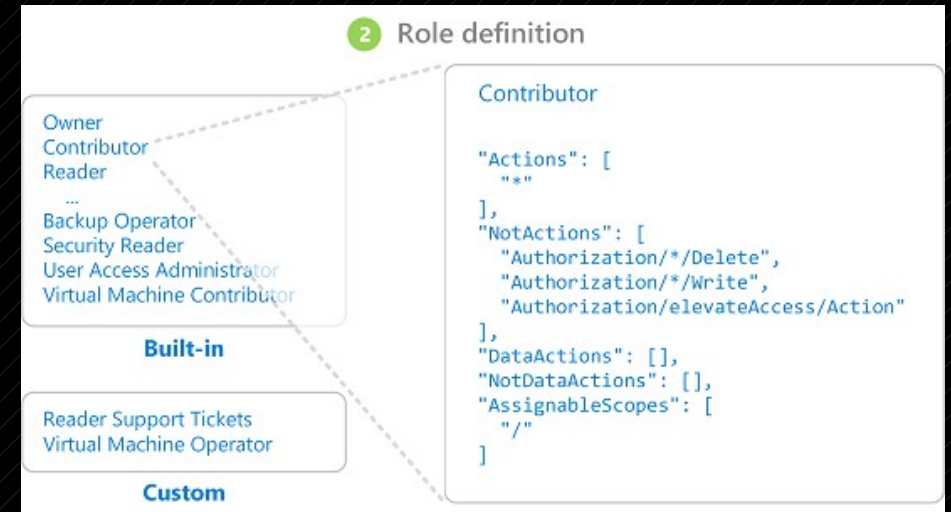 2 Role definition
Owner
Contributor
Reader
...
Backup Operator
Security Reader
User Access Administrator
Virtual Machine Contributor
Built-in
Reader Support Tickets
Virtual Machine Operator
Custom
Contributor
"Actions": [
"*"
],
"NotActions": [
"Authorization/*/Delete",
"Authorization/*/Write",
"Authorization/elevateAccess/Action"
],
"DataActions": [],
"NotDataActions": [],
"AssignableScopes": [
"/"
]